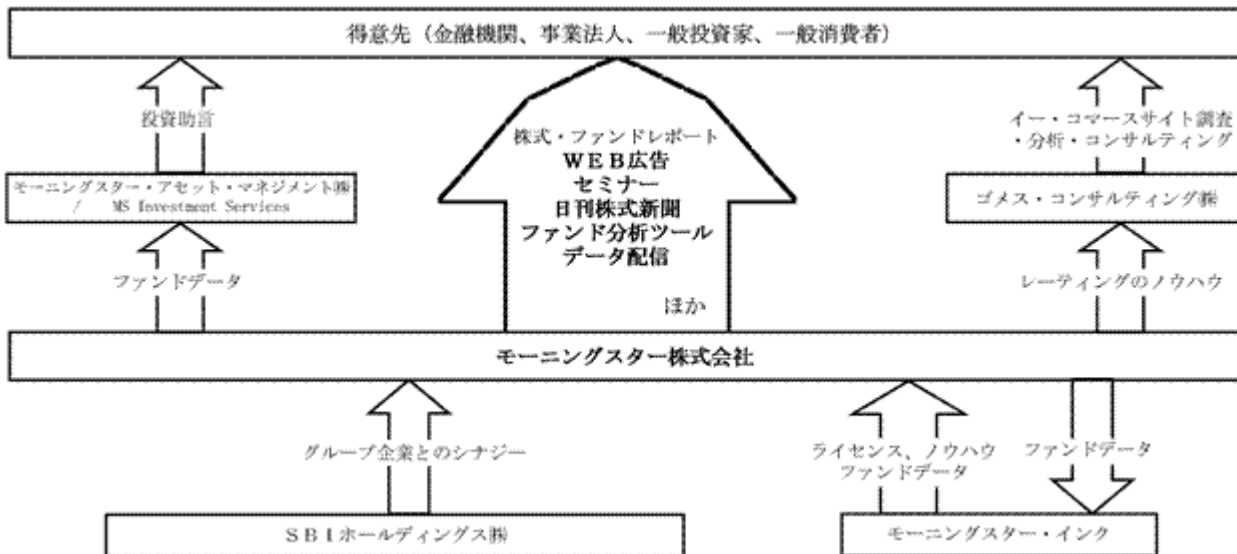 得意先（金融機関、事業法人、一般投資家、一般消費者）
投資助言
イー・コマースサイト調査
・分析・コンサルティング
株式・ファンドレポート
ＷＥＢ広告
セミナー
日刊株式新聞
ファンド分析ツール
データ配信
ほか
モーニングスター・アセット・マネジメント㈱
/ MS Investment Services
ゴメス・コンサルティング㈱
ファンドデータ
レーティングのノウハウ
モーニングスター株式会社
グループ企業とのシナジー
ライセンス、ノウハウ
ファンドデータ
ファンドデータ
ＳＢＩホールディングス㈱
モーニングスター・インク